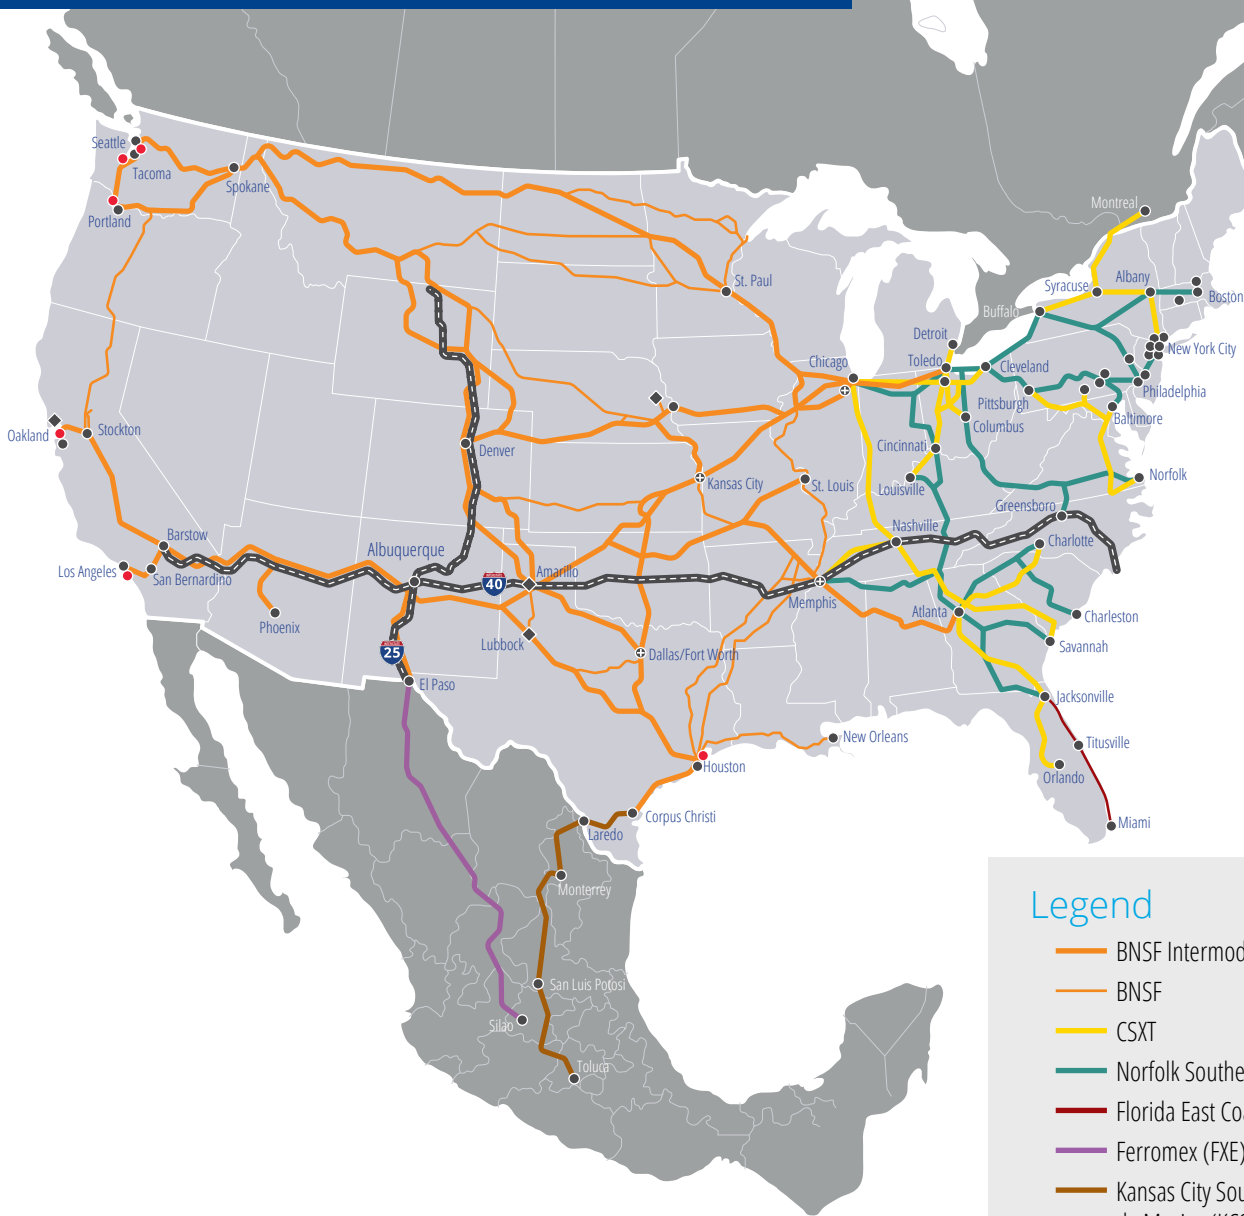 Montreal
Seattle
Tacoma
Spokane
Portland
St. Paul
Syracuse
Albany
Boston
Buffalo
Detroit
Toledo
Chicago
Cleveland
New York City
Pittsburgh
Philadelphia
Baltimore
Columbus
Oakland
Stockton
Denver
Cincinnati
Kansas City
St. Louis
Louisville
Norfolk
Greensboro
Nashville
Barstow
Charlotte
Albuquerque
Los Angeles
San Bernardino
40
Amarillo
Memphis
Phoenix
Atlanta
Charleston
Lubbock
Dallas/Fort Worth
Savannah
25
El Paso
Jacksonville
New Orleans
Titusville
Houston
Orlando
Corpus Christi
Laredo
Miami
Monterrey
San Luis Potosi
Silao
Toluca
Legend
BNSF Intermod
BNSF
CSXT
Norfolk Southe
Florida East Co
Ferromex (FXE)
Kansas City Sou